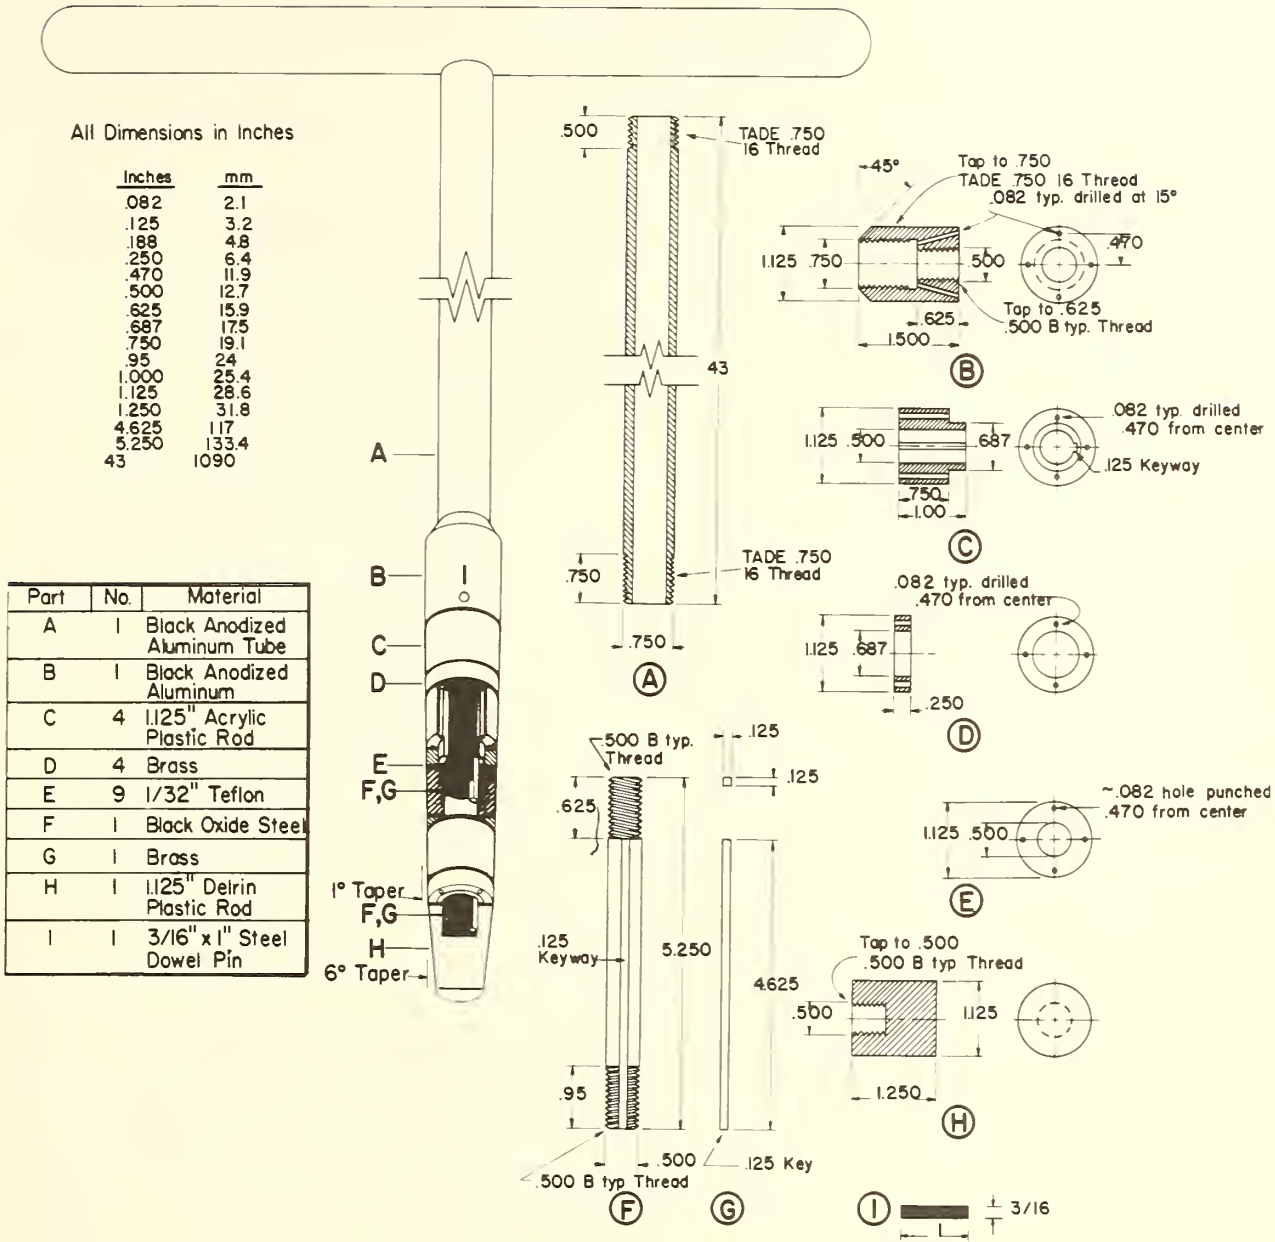 All Dimensions in Inches
Inches mm
.082 2.1
.125 3.2
.188 4.8
.250 6.4
.470 11.9
.500 12.7
.625 15.9
.687 17.5
.750 19.1
.95 24
1.000 25.4
1.125 28.6
1.250 31.8
4.625 117
5.250 133.4
43 1090
Part No. Material
A 1 Black Anodized
Aluminum Tube
B 1 Black Anodized
Aluminum
C 4 1.125" Acrylic
Plastic Rod
D 4 Brass
E 9 1/32" Teflon
F 1 Black Oxide Steel
G 1 Brass
H 1 1.125" Delrin
Plastic Rod
I 1 3/16" x 1" Steel
Dowel Pin
A
B
I
C
D
E
F,G
1° Taper
F,G
H
6° Taper
.500
TADE .750
16 Thread
43
.750
TADE .750
16 Thread
.750
A
45°
Tap to .750
TADE .750 16 Thread
.082 typ. drilled at 15°
1.125 .750
.500
.470
.625
1.500
Tap to .625
.500 B typ. Thread
B
1.125 .500
.687
.750
1.00
.082 typ. drilled
.470 from center
.125 Keyway
C
.082 typ. drilled
.470 from center
1.125 .687
.250
D
~.082 hole punched
.470 from center
1.125 .500
E
.500 B typ.
Thread
.625
.125
Keyway
5.250
.95
.500
.500 B typ Thread
F
.125
.125
4.625
.125 Key
G
Tap to .500
.500 B typ Thread
.500
1.125
1.250
H
I
3/16
1